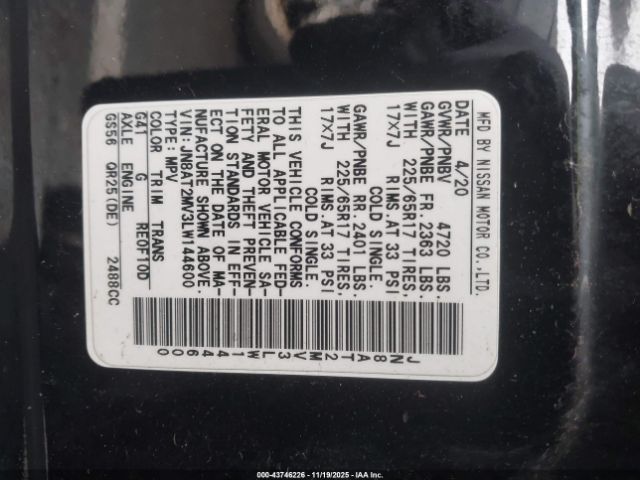 MFD BY NISSAN MOTOR CO.,LTD.
DATE 4/20
GVWR/PNBV 4720 LBS.
GAWR/PNBE FR.2363 LBS.
WITH 225/65R17 TIRES,
17X7J RIMS.AT 33 PSI
COLD SINGLE.
GAWR/PNBE RR.2401 LBS.
WITH 225/65R17 TIRES,
17X7J RIMS.AT 33 PSI
COLD SINGLE.
THIS VEHICLE CONFORMS
TO ALL APPLICABLE FED-
ERAL MOTOR VEHICLE SA-
FETY AND THEFT PREVEN-
TION STANDARDS IN EFF-
ECT ON THE DATE OF MA-
NUFACTURE SHOWN ABOVE.
VIN:JN8AT2MV3LW144600
TYPE:MPV
COLOR TRIM TRANS
G41 G RE0F10D
AXLE ENGINE
GS56 QR25(DE) 2488CC
JN8AT2MV3LW144600
000-43746226 - 11/19/2025 - IAA Inc.